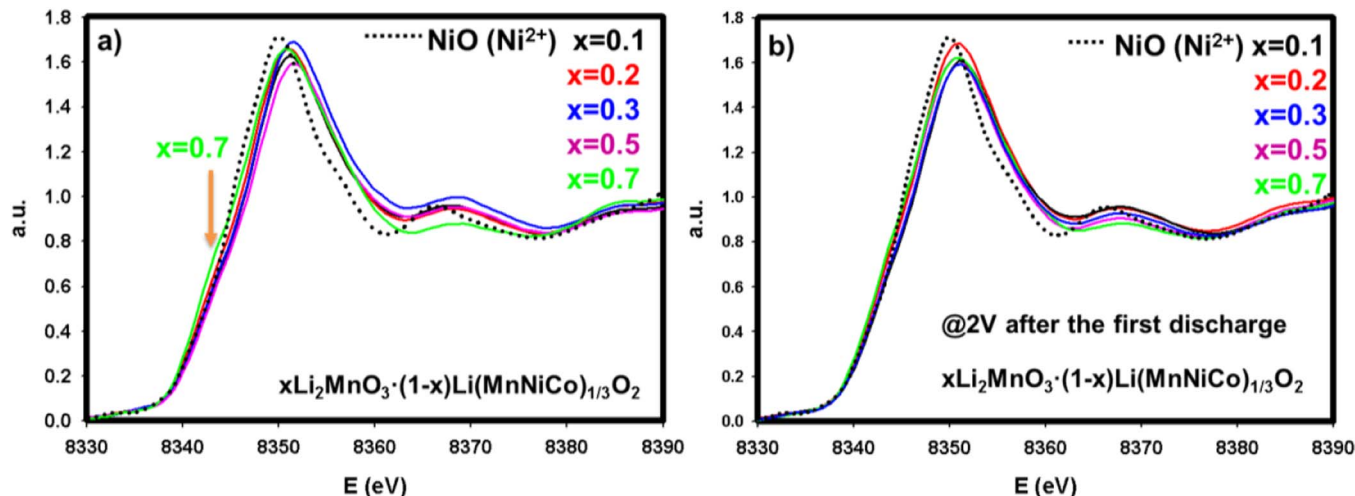 a)
NiO (Ni²⁺) x=0.1
x=0.2
x=0.3
x=0.5
x=0.7
x=0.7
xLi₂MnO₃·(1-x)Li(MnNiCo)₁/₃O₂
1.8
1.6
1.4
1.2
1.0
0.8
0.6
0.4
0.2
0.0
a.u.
8330 8340 8350 8360 8370 8380 8390
E (eV)
b)
NiO (Ni²⁺) x=0.1
x=0.2
x=0.3
x=0.5
x=0.7
@2V after the first discharge
xLi₂MnO₃·(1-x)Li(MnNiCo)₁/₃O₂
1.8
1.6
1.4
1.2
1.0
0.8
0.6
0.4
0.2
0.0
a.u.
8330 8340 8350 8360 8370 8380 8390
E (eV)